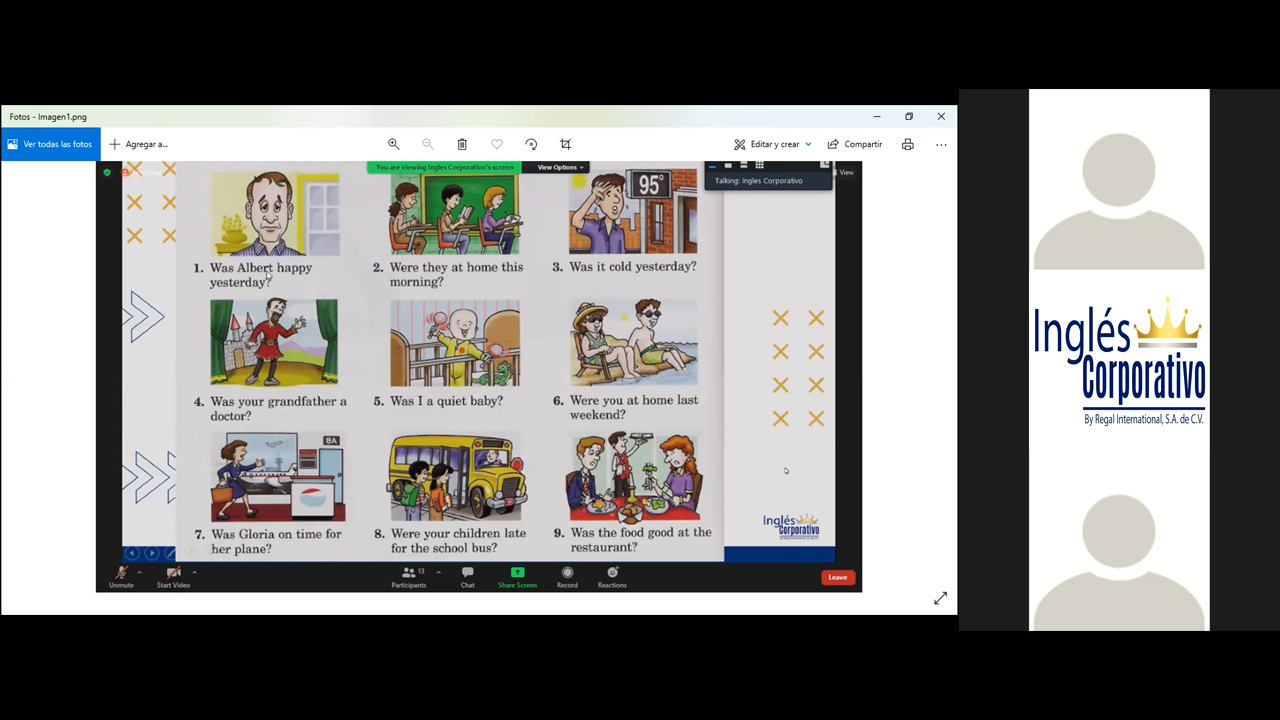 Fotos - Imagen1.png
Ver todas las fotos
Agregar a...
Editar y crear
Compartir
You are viewing Ingles Corporativo's screen
View Options
Talking: Ingles Corporativo
View
95°
1. Was Albert happy
yesterday?
2. Were they at home this
morning?
3. Was it cold yesterday?
4. Was your grandfather a
doctor?
5. Was I a quiet baby?
6. Were you at home last
weekend?
8A
7. Was Gloria on time for
her plane?
8. Were your children late
for the school bus?
9. Was the food good at the
restaurant?
Inglés
Corporativo
Unmute
Start Video
Participants
13
Chat
Share Screen
Record
Reactions
Leave
Inglés
Corporativo
By Regal International, S.A. de C.V.